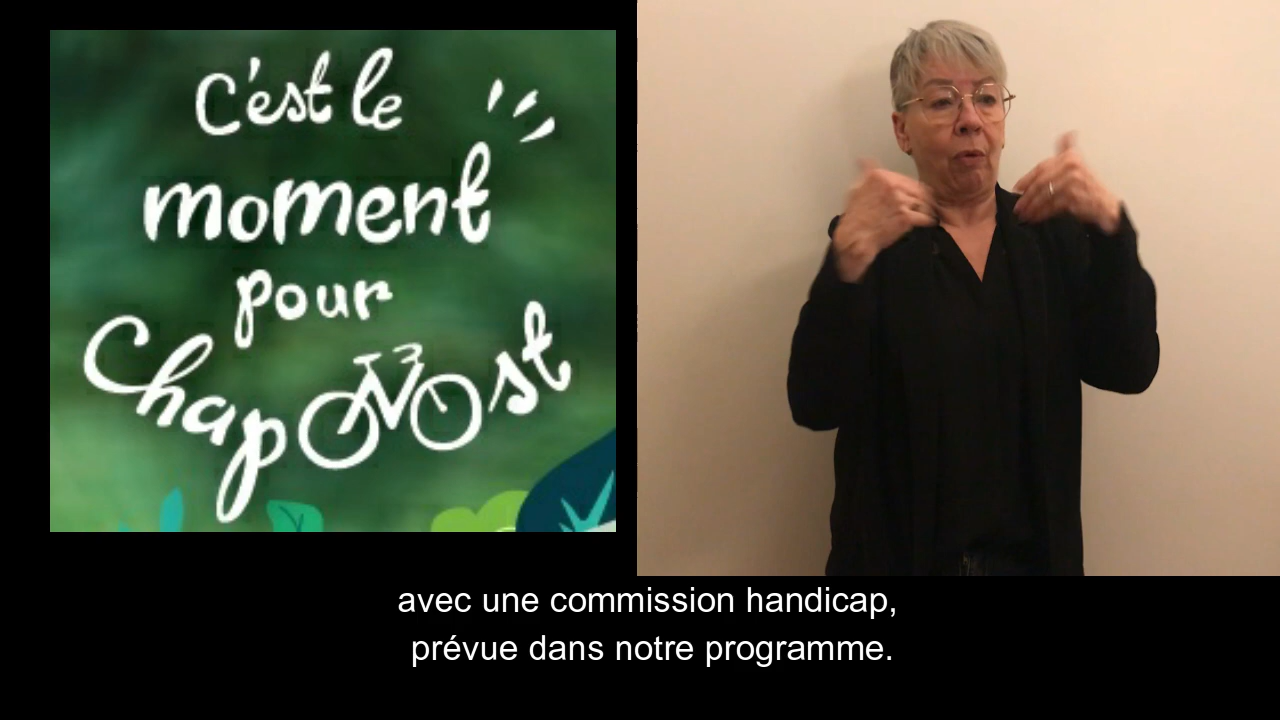 C'est le
moment
pour
Chaponost
avec une commission handicap,
prévue dans notre programme.